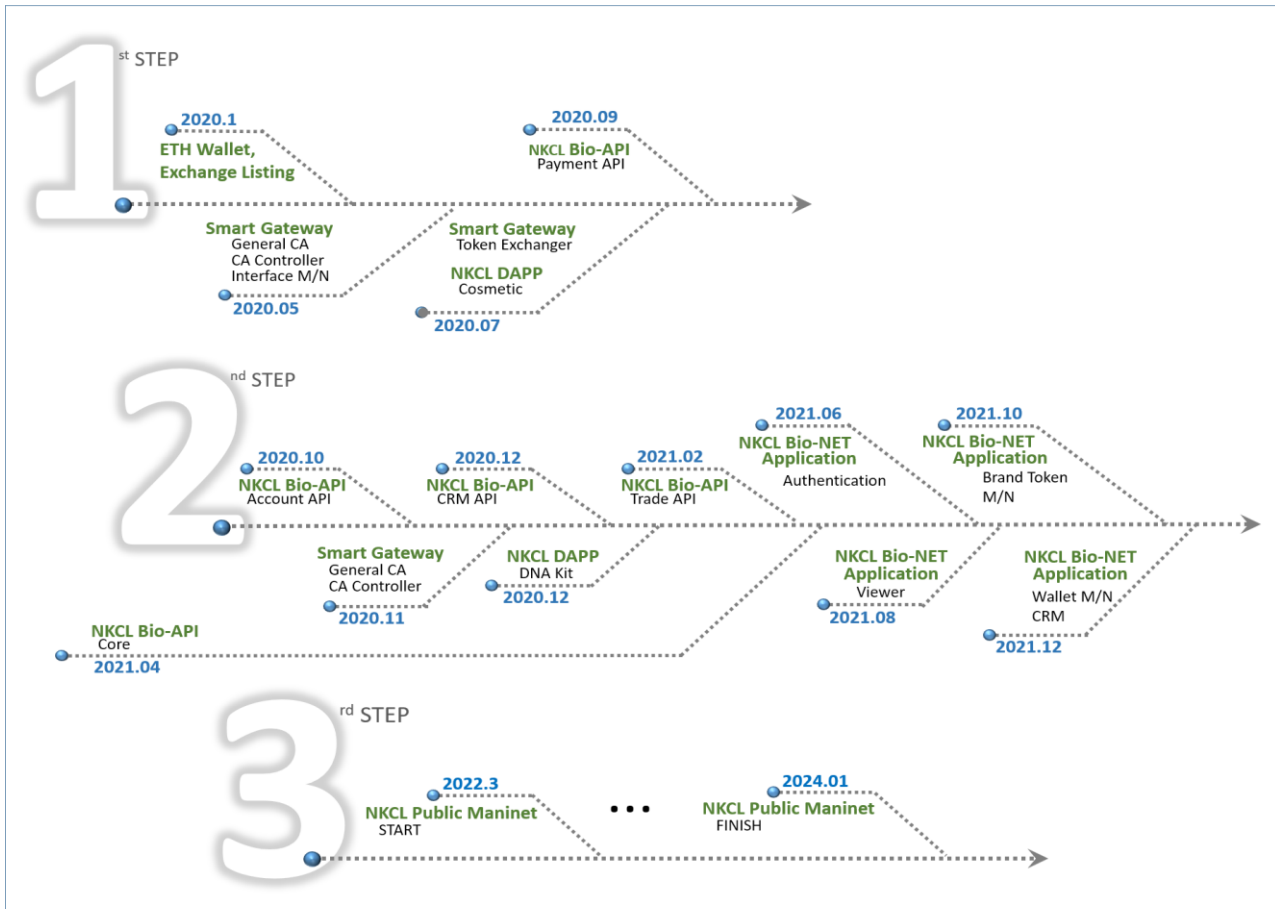 1st STEP
2020.1
ETH Wallet,
Exchange Listing
2020.09
NKCL Bio-API
Payment API
Smart Gateway
General CA
CA Controller
Interface M/N
2020.05
Smart Gateway
Token Exchanger
NKCL DAPP
Cosmetic
2020.07
2nd STEP
2020.10
NKCL Bio-API
Account API
2020.12
NKCL Bio-API
CRM API
2021.02
NKCL Bio-API
Trade API
2021.06
NKCL Bio-NET
Application
Authentication
2021.10
NKCL Bio-NET
Application
Brand Token
M/N
Smart Gateway
General CA
CA Controller
2020.11
NKCL DAPP
DNA Kit
2020.12
NKCL Bio-NET
Application
Viewer
2021.08
NKCL Bio-NET
Application
Wallet M/N
CRM
2021.12
NKCL Bio-API
Core
2021.04
3rd STEP
2022.3
NKCL Public Maninet
START
...
2024.01
NKCL Public Maninet
FINISH